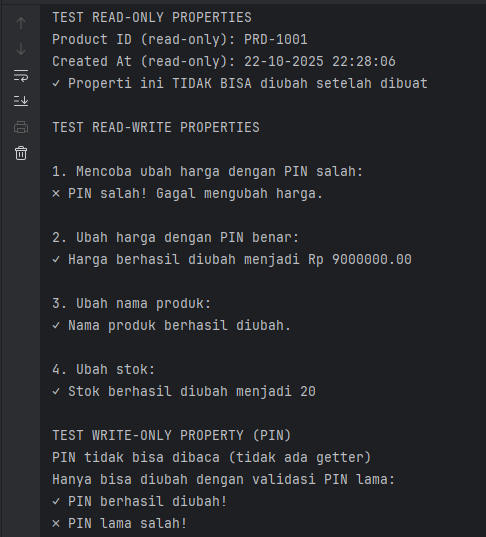 TEST READ-ONLY PROPERTIES
Product ID (read-only): PRD-1001
Created At (read-only): 22-10-2025 22:28:06
✓ Properti ini TIDAK BISA diubah setelah dibuat
TEST READ-WRITE PROPERTIES
1. Mencoba ubah harga dengan PIN salah:
✗ PIN salah! Gagal mengubah harga.
2. Ubah harga dengan PIN benar:
✓ Harga berhasil diubah menjadi Rp 9000000.00
3. Ubah nama produk:
✓ Nama produk berhasil diubah.
4. Ubah stok:
✓ Stok berhasil diubah menjadi 20
TEST WRITE-ONLY PROPERTY (PIN)
PIN tidak bisa dibaca (tidak ada getter)
Hanya bisa diubah dengan validasi PIN lama:
✓ PIN berhasil diubah!
✗ PIN lama salah!